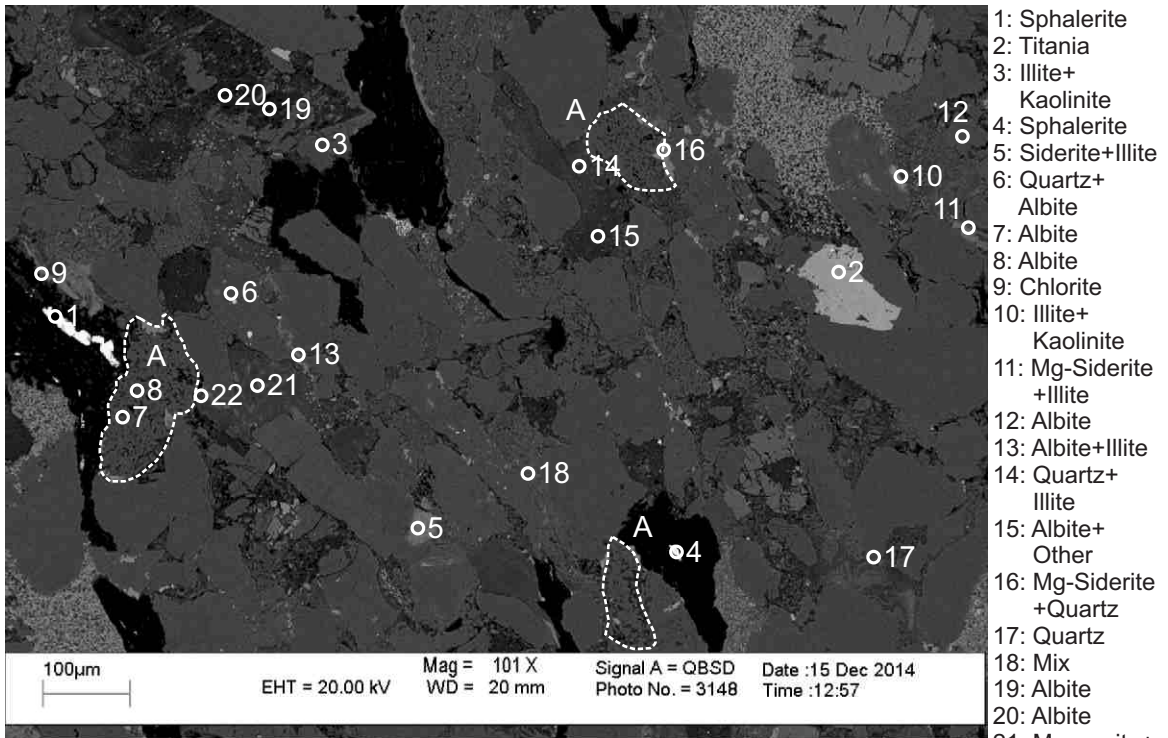 20
19
3
A
14
16
12
10
11
15
2
9
1
6
13
A
8
7
22
21
18
5
A
4
17
100µm
Mag = 101 X
EHT = 20.00 kV
WD = 20 mm
Signal A = QBSD
Photo No. = 3148
Date :15 Dec 2014
Time :12:57
1: Sphalerite
2: Titania
3: Illite+
Kaolinite
4: Sphalerite
5: Siderite+Illite
6: Quartz+
Albite
7: Albite
8: Albite
9: Chlorite
10: Illite+
Kaolinite
11: Mg-Siderite
+Illite
12: Albite
13: Albite+Illite
14: Quartz+
Illite
15: Albite+
Other
16: Mg-Siderite
+Quartz
17: Quartz
18: Mix
19: Albite
20: Albite